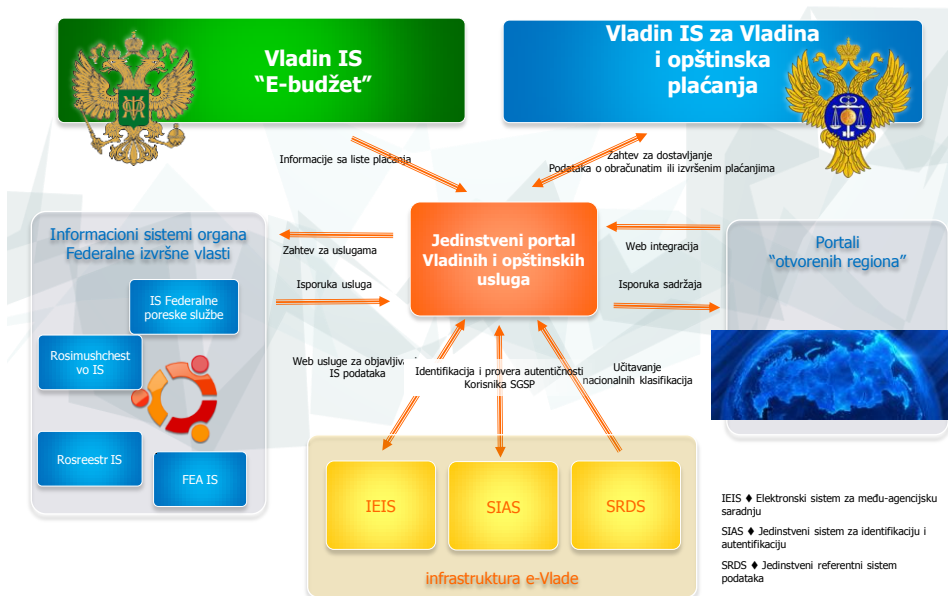 Vladin IS
“E-budžet”
Vladin IS za Vladina
i opštinska
plaćanja
Informacije sa liste plaćanja
Zahtev za dostavljanje
Podataka o obračunatim ili izvršenim plaćanjima
Informacioni sistemi organa
Federalne izvršne vlasti
IS Federalne
poreske službe
Rosimushchest
vo IS
Rosreestr IS
FEA IS
Zahtev za uslugama
Isporuka usluga
Jedinstveni portal
Vladinih i opštinskih
usluga
Web integracija
Isporuka sadržaja
Portali
“otvorenih regiona”
Web usluge za objavljiva
IS podataka
Identifikacija i provera autentičnosti
Korisnika SGSP
Učitavanje
nacionalnih klasifikacija
IEIS
SIAS
SRDS
infrastruktura e-Vlade
IEIS ♦ Elektronski sistem za među-agencijsku
saradnju
SIAS ♦ Jedinstveni sistem za identifikaciju i
autentifikaciju
SRDS ♦ Jedinstveni referentni sistem
podataka